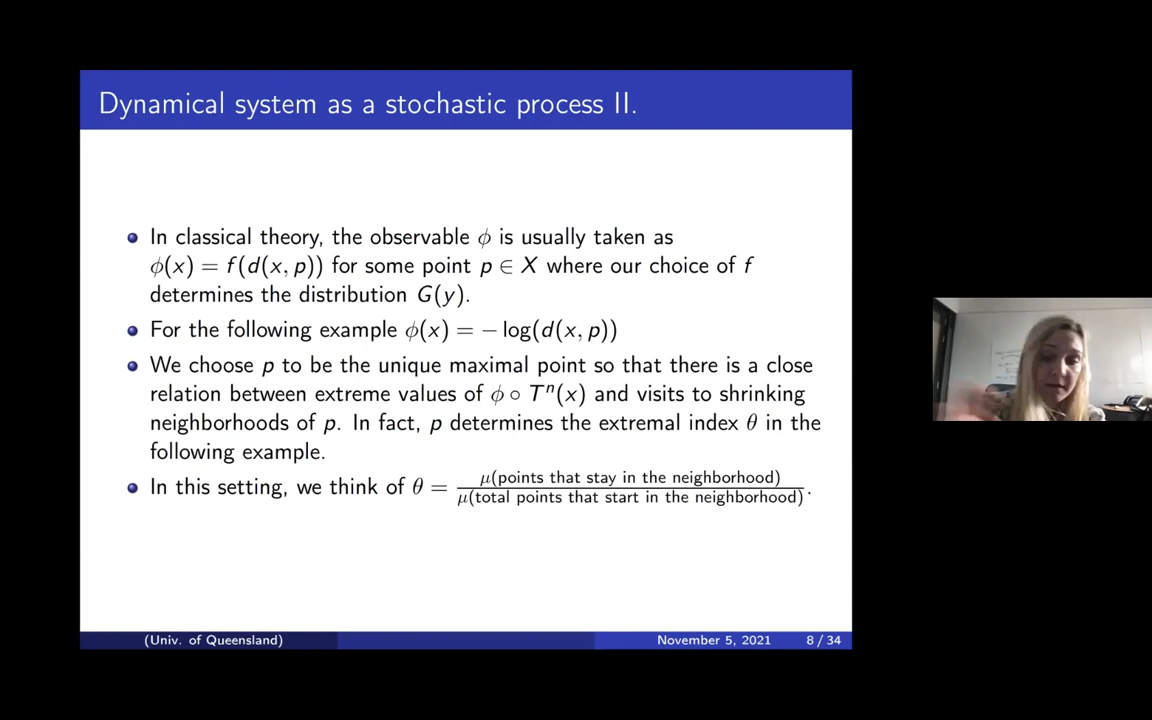 Dynamical system as a stochastic process II.
In classical theory, the observable ϕ is usually taken as
ϕ(x) = f(d(x, p)) for some point p ∈ X where our choice of f
determines the distribution G(y).
For the following example ϕ(x) = − log(d(x, p))
We choose p to be the unique maximal point so that there is a close
relation between extreme values of ϕ ∘ Tⁿ(x) and visits to shrinking
neighborhoods of p. In fact, p determines the extremal index θ in the
following example.
In this setting, we think of θ = μ(points that stay in the neighborhood) / μ(total points that start in the neighborhood).
(Univ. of Queensland) November 5, 2021 8 / 34